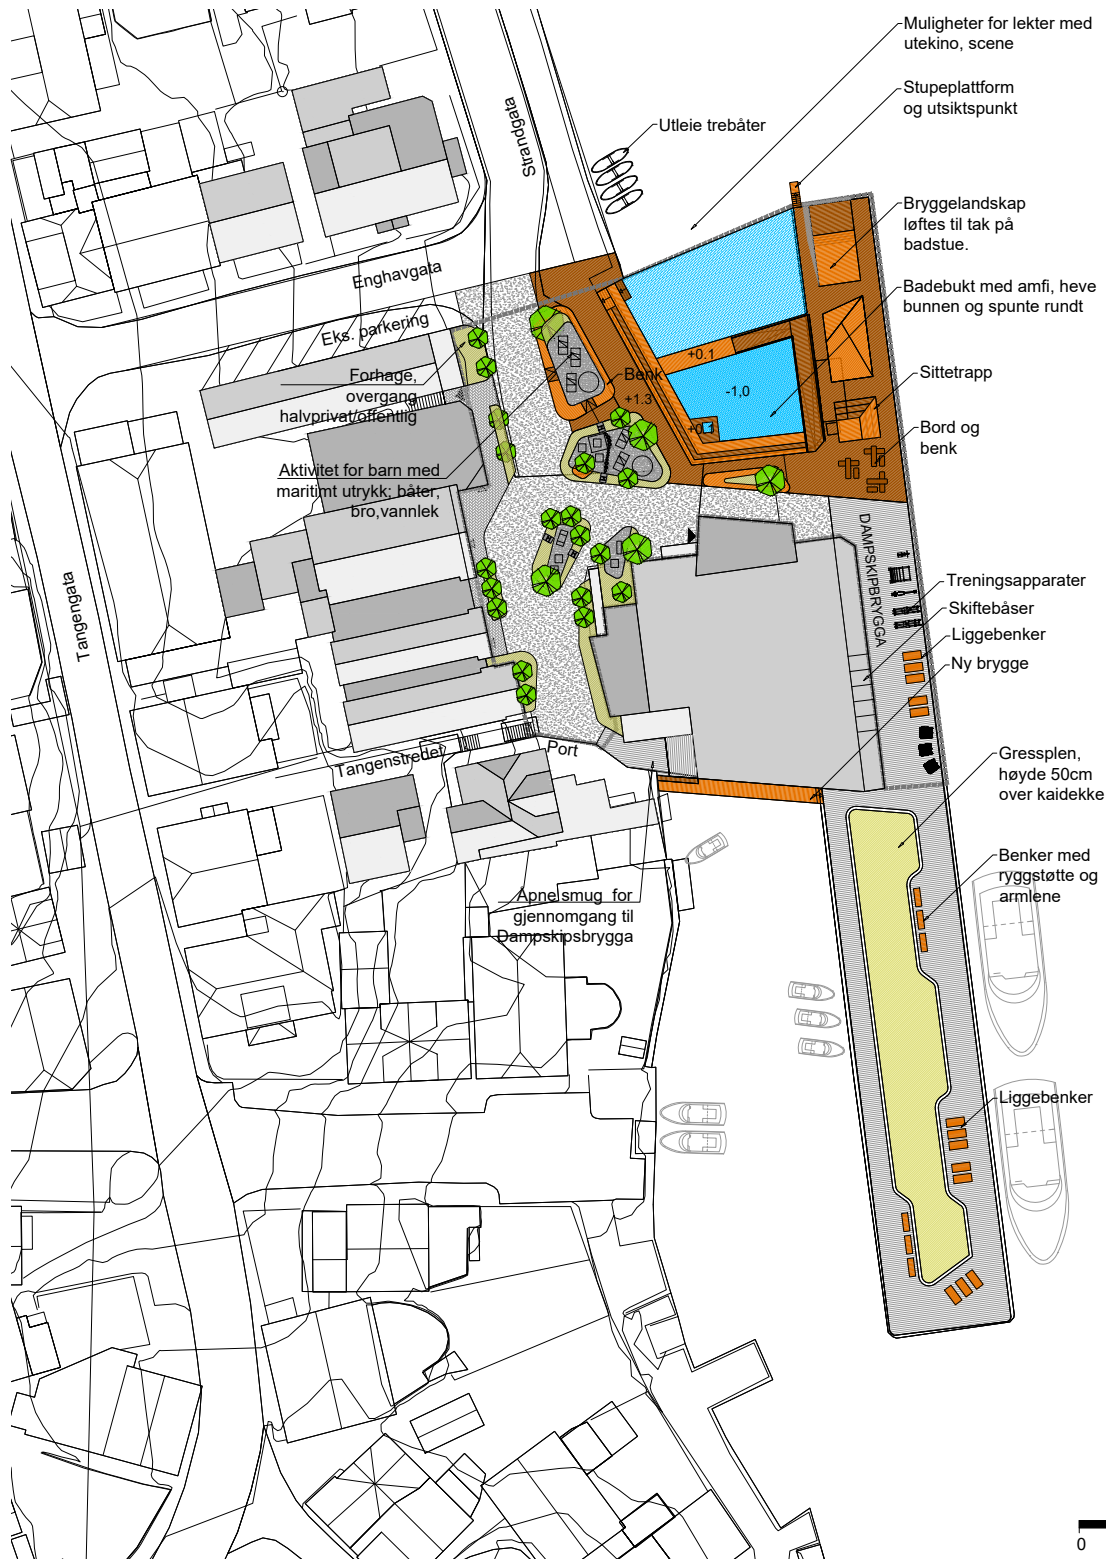 Muligheter for lekter med
utekino, scene
Stupeplattform
og utsiktspunkt
Utleie trebåter
Strandgata
Bryggelandskap
løftes til tak på
badstue.
Enghavgata
Badebukt med amfi, heve
bunnen og spunte rundt
Eks. parkering
+0.1
Forhage,
overgang
halvprivat/offentlig
Benk
+1.3
-1,0
Sittetrapp
+0.1
Bord og
benk
Aktivitet for barn med
maritimt utrykk; båter,
bro,vannlek
DAMPSKIPBRYGGA
Tangengata
Treningsapparater
Skiftebåser
Liggebenker
Ny brygge
Port
Tangenstredet
Gressplen,
høyde 50cm
over kaidekke
Benker med
ryggstøtte og
armlene
Åpne smug for
gjennomgang til
Dampskipsbrygga
Liggebenker
0